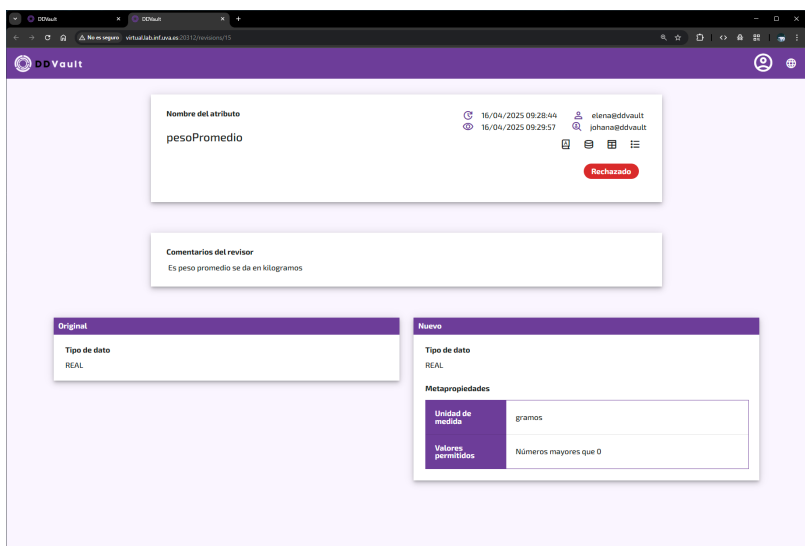 DDVault
DDVault
No es seguro virtual.lab.inf.uva.es:20312/revisions/15
DDVault
Nombre del atributo
pesoPromedio
16/04/2025 09:28:44 elena@ddvault
16/04/2025 09:29:57 johana@ddvault
Rechazado
Comentarios del revisor
Es peso promedio se da en kilogramos
Original
Tipo de dato
REAL
Nuevo
Tipo de dato
REAL
Metapropiedades
Unidad de
medida
gramos
Valores
permitidos
Números mayores que 0